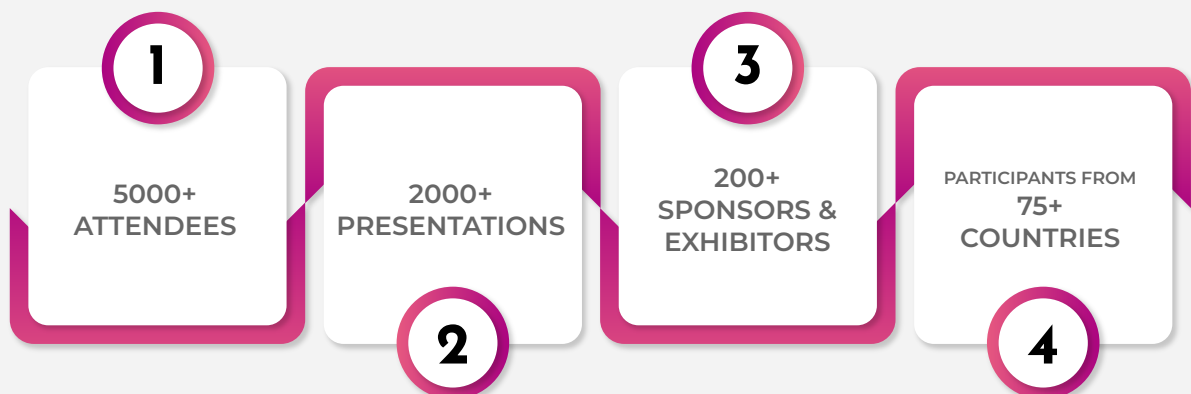 1
5000+
ATTENDEES
2000+
PRESENTATIONS
2
3
200+
SPONSORS &
EXHIBITORS
PARTICIPANTS FROM
75+
COUNTRIES
4